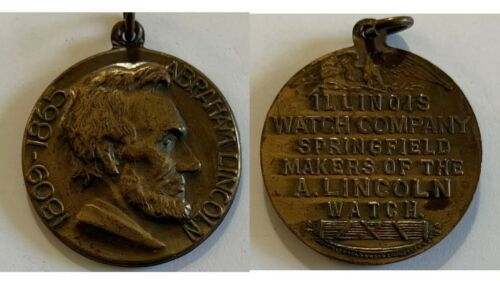 1809-1865
ABRAHAM LINCOLN
ILLINOIS
WATCH COMPANY
SPRINGFIELD
MAKERS OF THE
A. LINCOLN
WATCH.